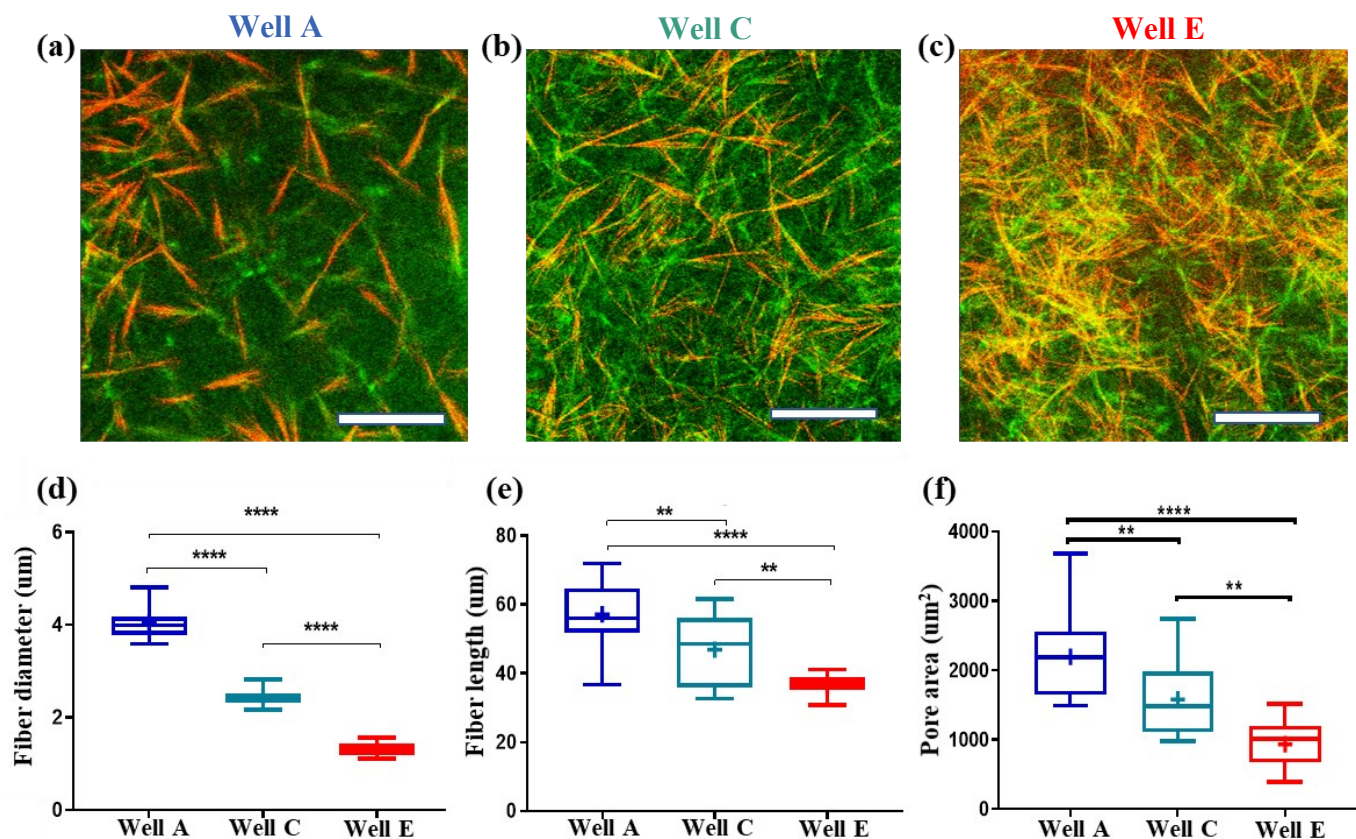 Well A
Well C
Well E
(a)
(b)
(c)
(d)
Fiber diameter (um)
6
4
2
0
****
****
****
Well A
Well C
Well E
(e)
Fiber length (um)
80
60
40
20
0
**
****
**
Well A
Well C
Well E
(f)
Pore area (um²)
4000
3000
2000
1000
0
****
**
**
Well A
Well C
Well E